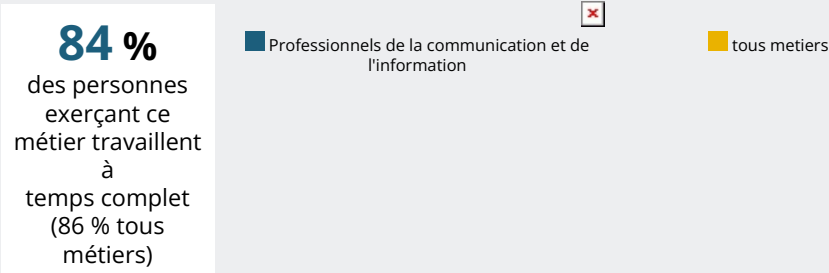 84 %
des personnes
exerçant ce
métier travaillent
à
temps complet
(86 % tous
métiers)
Professionnels de la communication et de
l'information
tous metiers